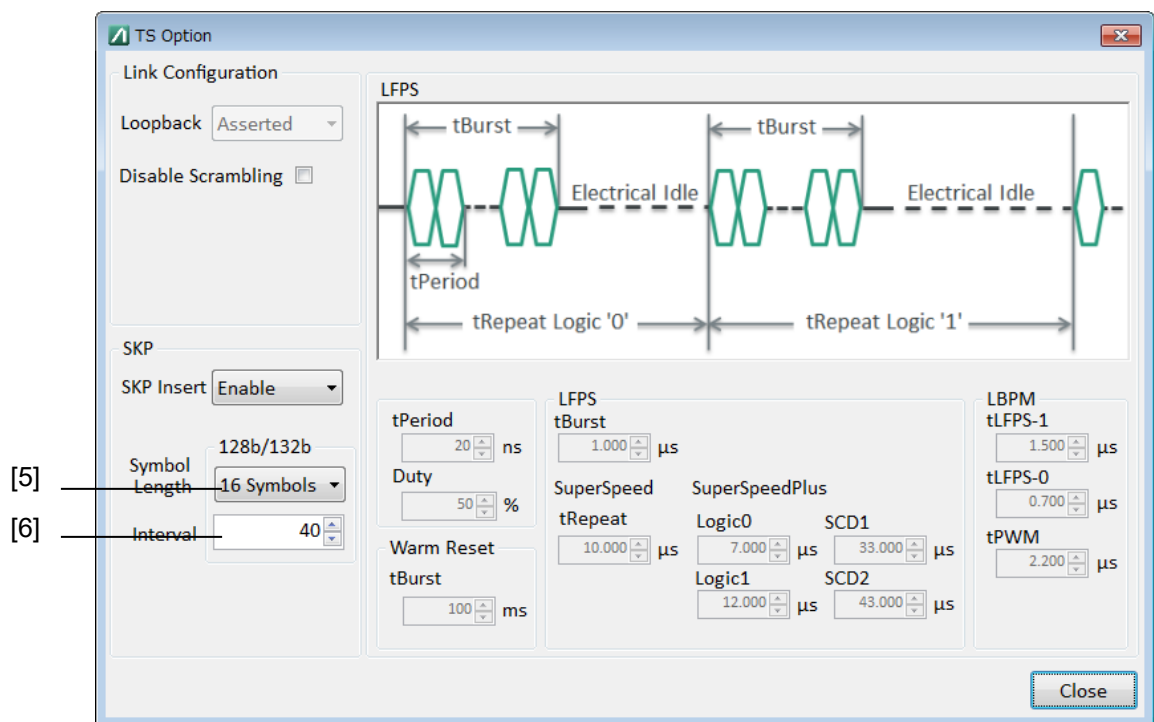 TS Option
Link Configuration
Loopback Asserted
Disable Scrambling
SKP
SKP Insert Enable
128b/132b
[5] Symbol Length 16 Symbols
[6] Interval 40
LFPS
tBurst tBurst
Electrical Idle Electrical Idle
tPeriod
tRepeat Logic '0' tRepeat Logic '1'
tPeriod
20 ns
Duty
50 %
Warm Reset
tBurst
100 ms
LFPS
tBurst
1.000 µs
SuperSpeed SuperSpeedPlus
tRepeat Logic0 SCD1
10.000 µs 7.000 µs 33.000 µs
Logic1 SCD2
12.000 µs 43.000 µs
LBPM
tLFPS-1
1.500 µs
tLFPS-0
0.700 µs
tPWM
2.200 µs
Close